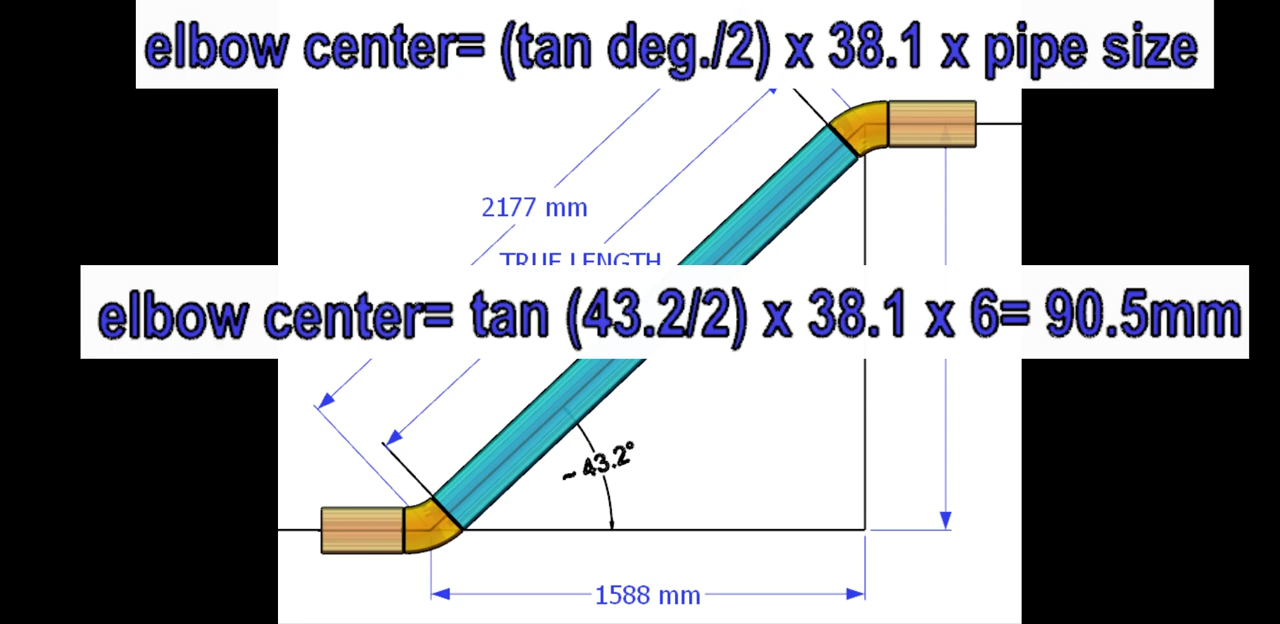 elbow center= (tan deg./2) x 38.1 x pipe size
2177 mm
TRUE LENGTH
elbow center= tan (43.2/2) x 38.1 x 6= 90.5mm
~ 43.2°
1588 mm